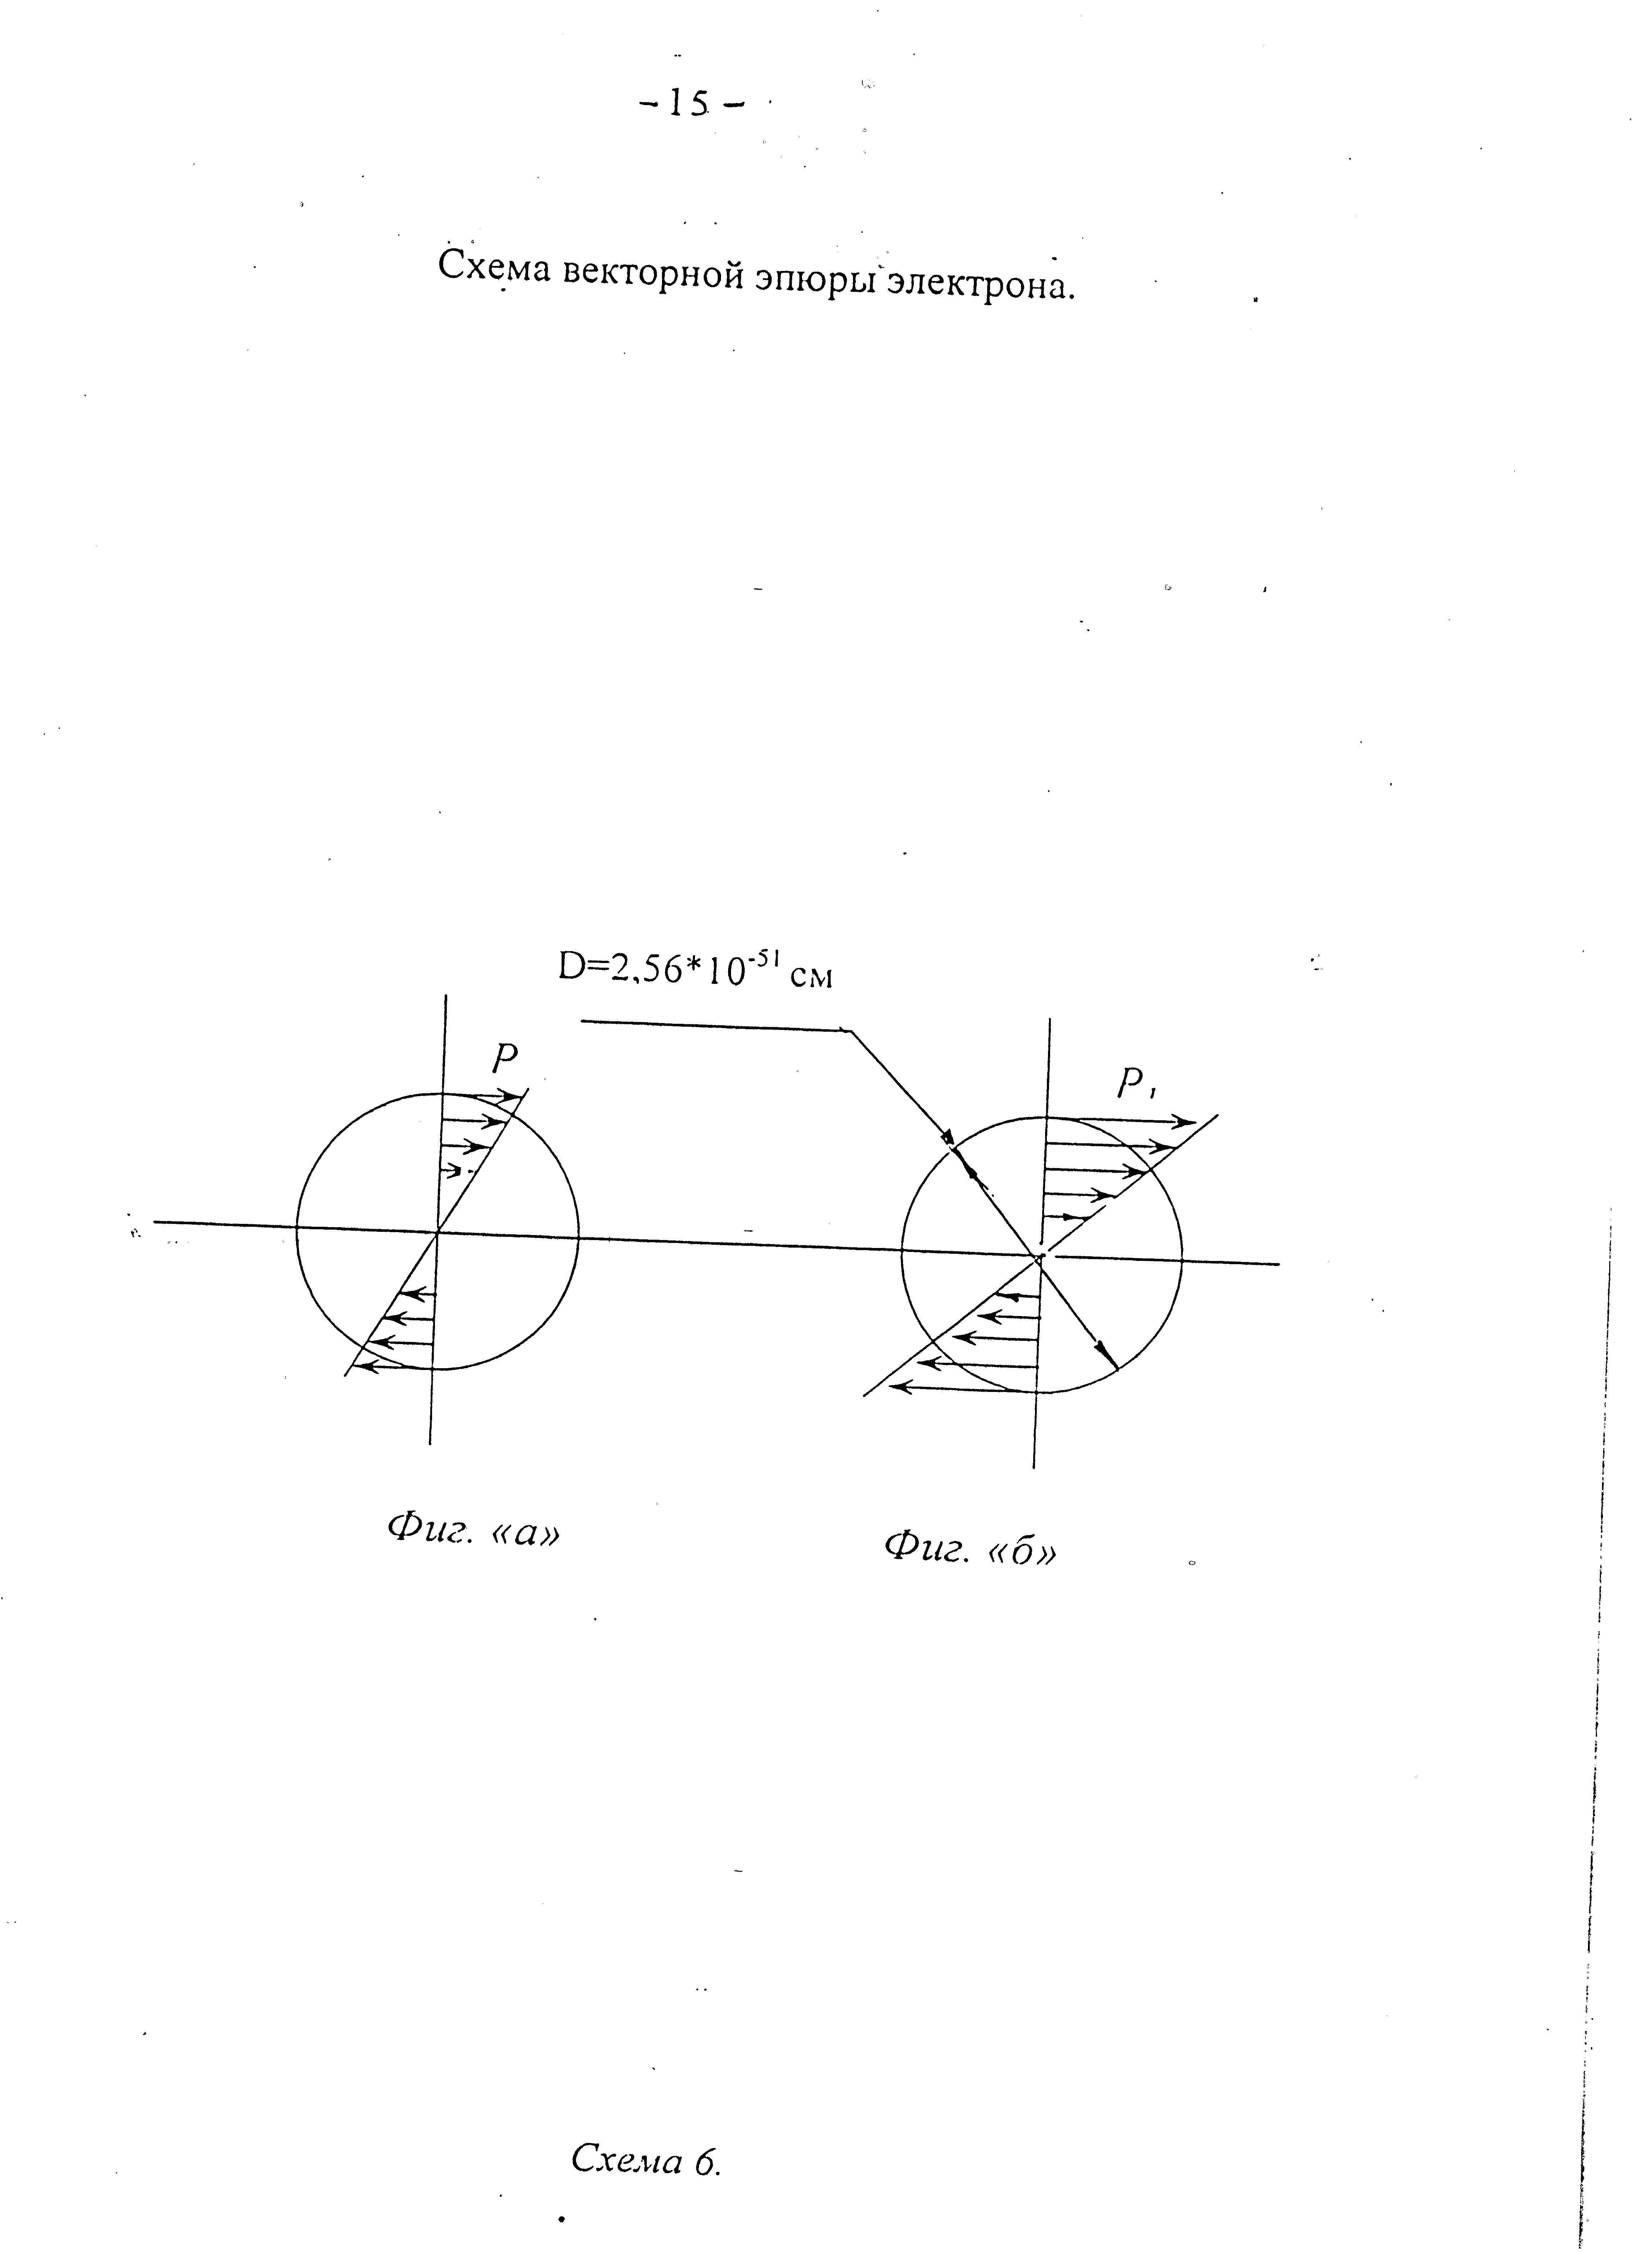 -15-
Схема векторной эпюры электрона.
D=2,56*10⁻⁵¹ см
P
P₁
Фиг. «а»
Фиг. «б»
Схема 6.